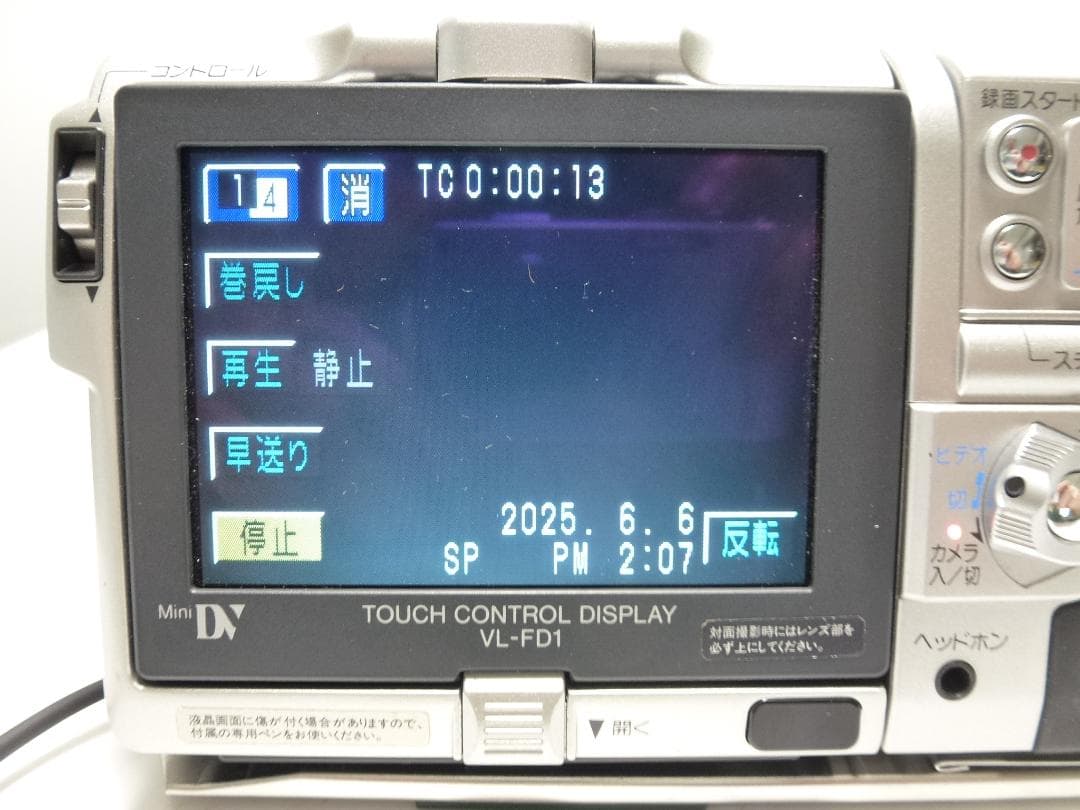 コントロール
1 4 消 TC 0:00:13
巻戻し
再生 静止
早送り
停止
2025. 6. 6
SP PM 2:07
反転
Mini DV
TOUCH CONTROL DISPLAY
VL-FD1
対面撮影時にはレンズ部を
必ず上にしてください。
液晶画面に傷が付く場合がありますので、
付属の専用ペンをお使いください。
▼開く
録画スタート
ビデオ
切
カメラ
入/切
ヘッドホン